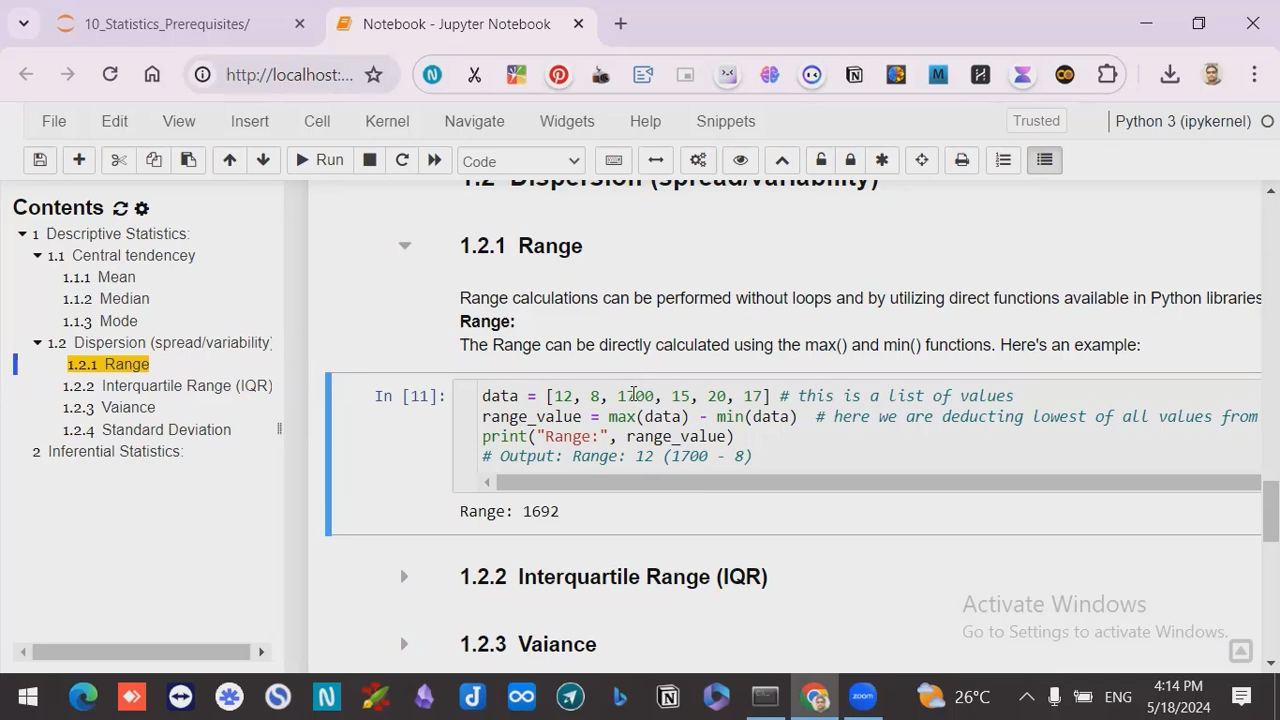 10_Statistics_Prerequisites/
Notebook - Jupyter Notebook
http://localhost:...
File Edit View Insert Cell Kernel Navigate Widgets Help Snippets
Trusted
Python 3 (ipykernel)
Run
Code
Contents
1 Descriptive Statistics:
1.1 Central tendencey
1.1.1 Mean
1.1.2 Median
1.1.3 Mode
1.2 Dispersion (spread/variability)
1.2.1 Range
1.2.2 Interquartile Range (IQR)
1.2.3 Vaiance
1.2.4 Standard Deviation
2 Inferential Statistics:
1.2 Dispersion (spread/variability)
1.2.1 Range
Range calculations can be performed without loops and by utilizing direct functions available in Python libraries
Range:
The Range can be directly calculated using the max() and min() functions. Here's an example:
In [11]:
data = [12, 8, 1700, 15, 20, 17] # this is a list of values
range_value = max(data) - min(data)  # here we are deducting lowest of all values from
print("Range:", range_value)
# Output: Range: 12 (1700 - 8)
Range: 1692
1.2.2 Interquartile Range (IQR)
1.2.3 Vaiance
Activate Windows
Go to Settings to activate Windows.
26°C
ENG
4:14 PM
5/18/2024